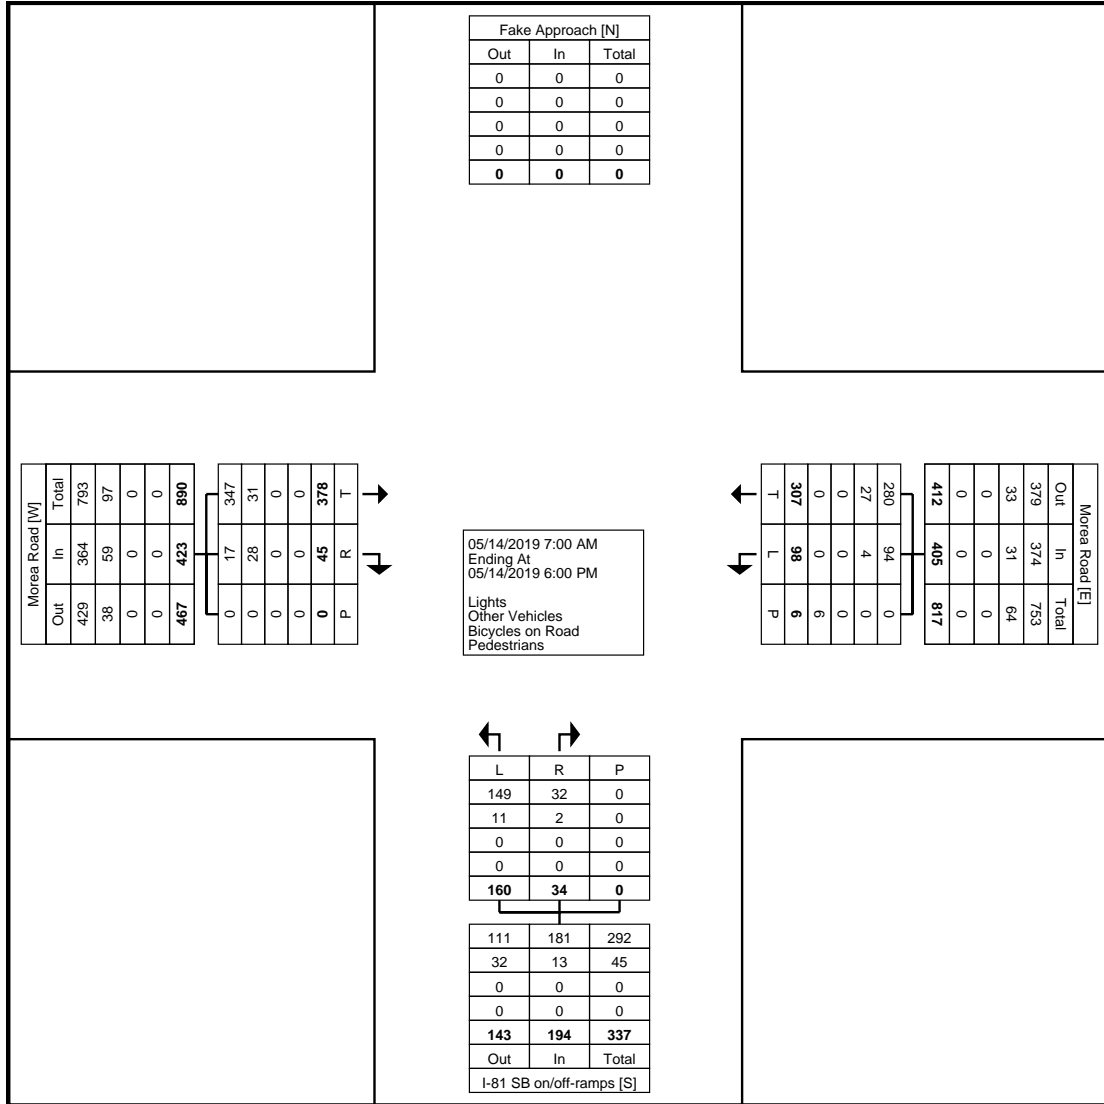 Fake Approach [N]
Out In Total
0 0 0
0 0 0
0 0 0
0 0 0
0 0 0
Morea Road [W]
Total 793 97 0 0 890
In 364 59 0 0 423
Out 429 38 0 0 467
347 31 0 0 378 T
17 28 0 0 45 R
0 0 0 0 0 P
05/14/2019 7:00 AM
Ending At
05/14/2019 6:00 PM
Lights
Other Vehicles
Bicycles on Road
Pedestrians
T 307 0 0 27 280
L 98 0 0 4 94
P 6 6 0 0 0
Morea Road [E]
Out In Total
379 374 753
33 31 64
0 0 0
0 0 0
412 405 817
L R P
149 32 0
11 2 0
0 0 0
0 0 0
160 34 0
111 181 292
32 13 45
0 0 0
0 0 0
143 194 337
Out In Total
I-81 SB on/off-ramps [S]